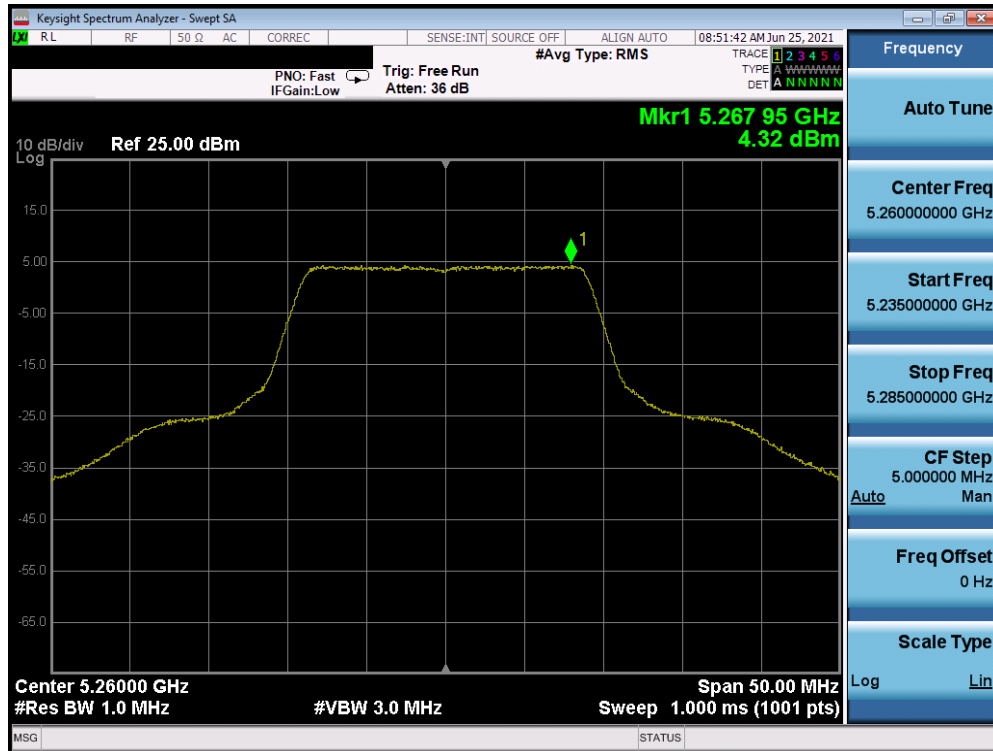 Keysight Spectrum Analyzer - Swept SA
LXI RL RF 50 Ω AC CORREC SENSE:INT SOURCE OFF ALIGN AUTO 08:51:42 AM Jun 25, 2021
#Avg Type: RMS
TRACE 1 2 3 4 5 6
TYPE A WWWWW
DET A N N N N N
PNO: Fast
IFGain:Low
Trig: Free Run
Atten: 36 dB
Mkr1 5.267 95 GHz
4.32 dBm
10 dB/div Ref 25.00 dBm
Log
15.0
5.00
-5.00
-15.0
-25.0
-35.0
-45.0
-55.0
-65.0
1
Center 5.26000 GHz Span 50.00 MHz
#Res BW 1.0 MHz #VBW 3.0 MHz Sweep 1.000 ms (1001 pts)
MSG STATUS
Frequency
Auto Tune
Center Freq
5.260000000 GHz
Start Freq
5.235000000 GHz
Stop Freq
5.285000000 GHz
CF Step
5.000000 MHz
Auto Man
Freq Offset
0 Hz
Scale Type
Log Lin